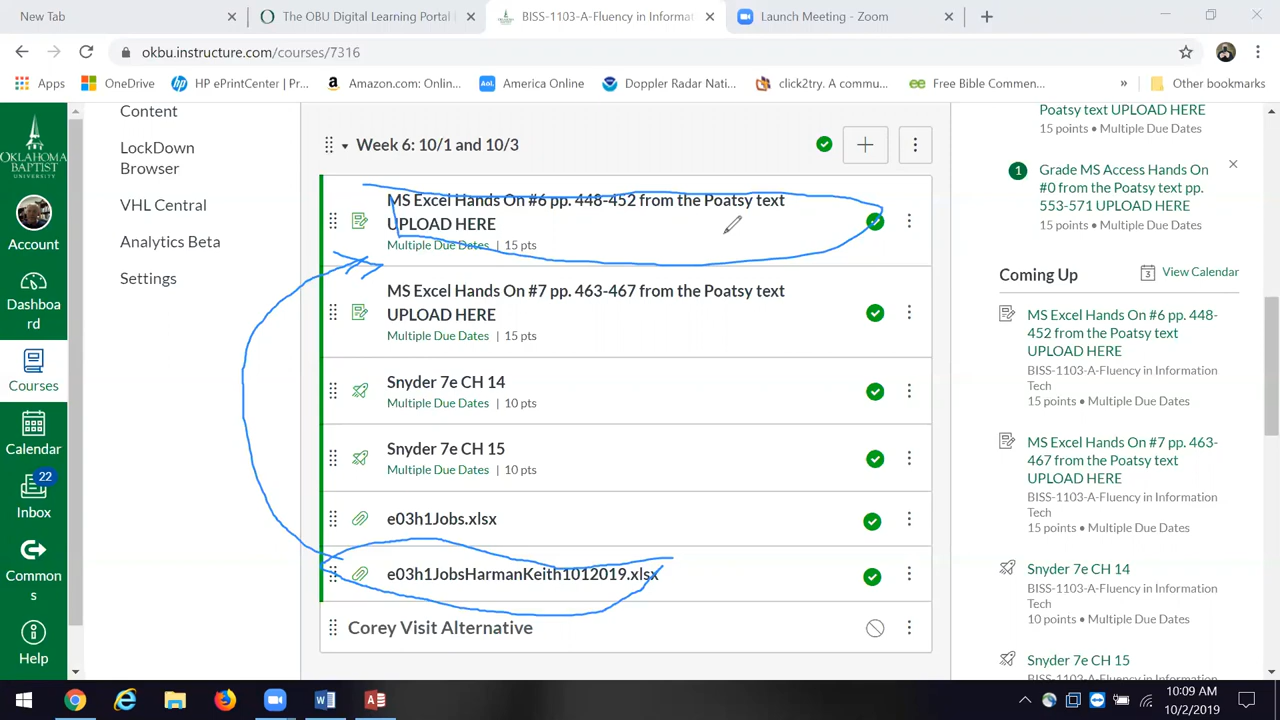 New Tab
The OBU Digital Learning Portal
BISS-1103-A-Fluency in Informat
Launch Meeting - Zoom
okbu.instructure.com/courses/7316
Apps
OneDrive
HP ePrintCenter | Pr...
Amazon.com: Onlin...
Aol.
America Online
Doppler Radar Nati...
click2try. A commu...
Free Bible Commen...
»
Other bookmarks
OKLAHOMA
BAPTIST
UNIVERSITY
Account
Dashboa
rd
Courses
Calendar
22
Inbox
Common
s
Help
Content
LockDown
Browser
VHL Central
Analytics Beta
Settings
Week 6: 10/1 and 10/3
MS Excel Hands On #6 pp. 448-452 from the Poatsy text
UPLOAD HERE
Multiple Due Dates | 15 pts
MS Excel Hands On #7 pp. 463-467 from the Poatsy text
UPLOAD HERE
Multiple Due Dates | 15 pts
Snyder 7e CH 14
Multiple Due Dates | 10 pts
Snyder 7e CH 15
Multiple Due Dates | 10 pts
e03h1Jobs.xlsx
e03h1JobsHarmanKeith1012019.xlsx
Corey Visit Alternative
Poatsy text UPLOAD HERE
15 points • Multiple Due Dates
1
Grade MS Access Hands On
#0 from the Poatsy text pp.
553-571 UPLOAD HERE
15 points • Multiple Due Dates
Coming Up
3
View Calendar
MS Excel Hands On #6 pp. 448-
452 from the Poatsy text
UPLOAD HERE
BISS-1103-A-Fluency in Information
Tech
15 points • Multiple Due Dates
MS Excel Hands On #7 pp. 463-
467 from the Poatsy text
UPLOAD HERE
BISS-1103-A-Fluency in Information
Tech
15 points • Multiple Due Dates
Snyder 7e CH 14
BISS-1103-A-Fluency in Information
Tech
10 points • Multiple Due Dates
Snyder 7e CH 15
10:09 AM
10/2/2019